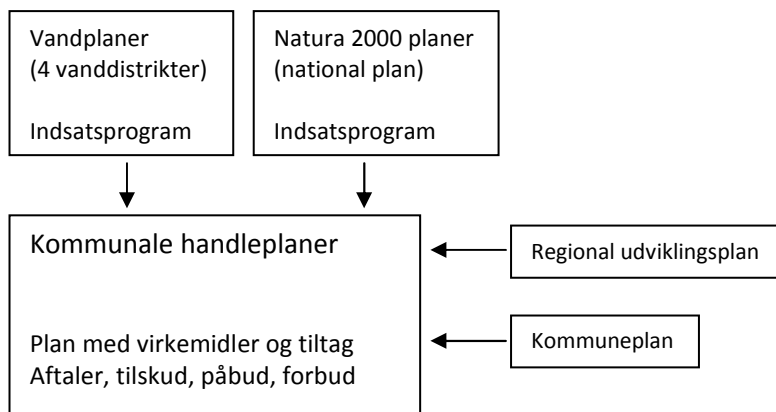 Vandplaner
(4 vanddistrikter)
Indsatsprogram
Natura 2000 planer
(national plan)
Indsatsprogram
Kommunale handleplaner
Plan med virkemidler og tiltag
Aftaler, tilskud, påbud, forbud
Regional udviklingsplan
Kommuneplan